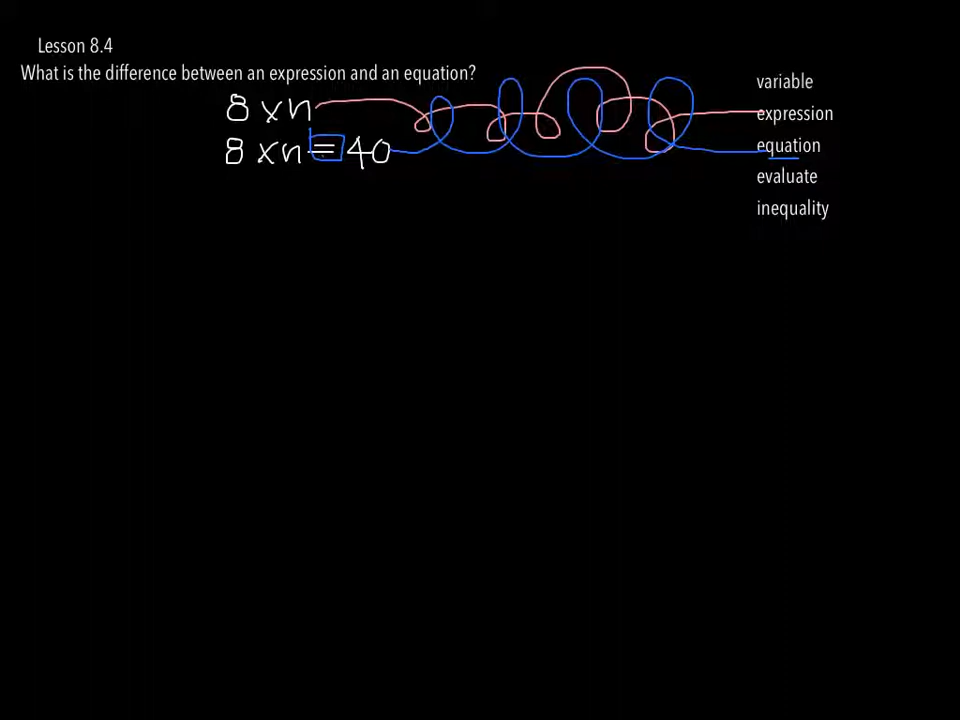 Lesson 8.4
What is the difference between an expression and an equation?
variable
8 x n
expression
8 x n = 40
equation
evaluate
inequality